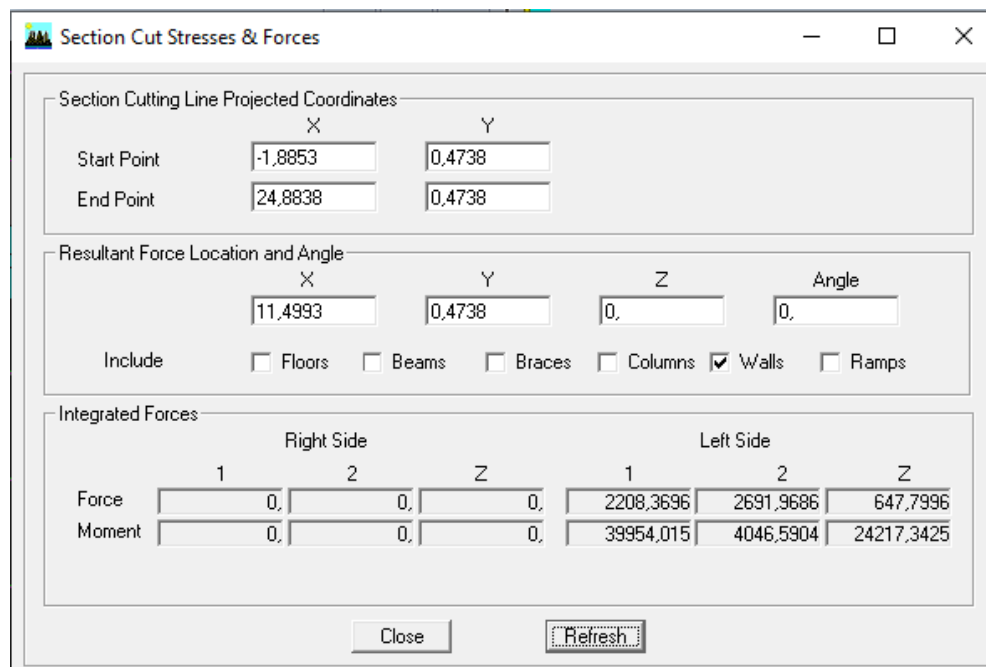 Section Cut Stresses & Forces
Section Cutting Line Projected Coordinates
X Y
Start Point -1,8853 0,4738
End Point 24,8838 0,4738
Resultant Force Location and Angle
X Y Z Angle
11,4993 0,4738 0, 0,
Include Floors Beams Braces Columns Walls Ramps
Integrated Forces
Right Side Left Side
1 2 Z 1 2 Z
Force 0, 0, 0, 2208,3696 2691,9686 647,7996
Moment 0, 0, 0, 39954,015 4046,5904 24217,3425
Close Refresh